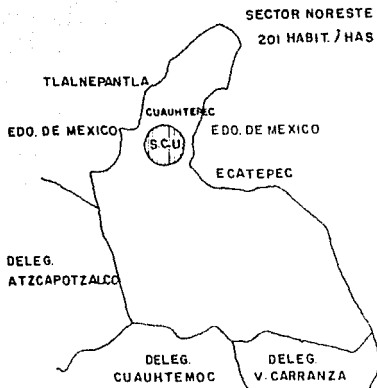 SECTOR NORESTE
201 HABIT. / HAS
TLALNEPANTLA
CUAUHTEPEC
EDO. DE MEXICO
S.C.U
EDO. DE MEXICO
ECATEPEC
DELEG.
ATZCAPOTZALCO
DELEG.
CUAUHTEMOC
DELEG.
V. CARRANZA